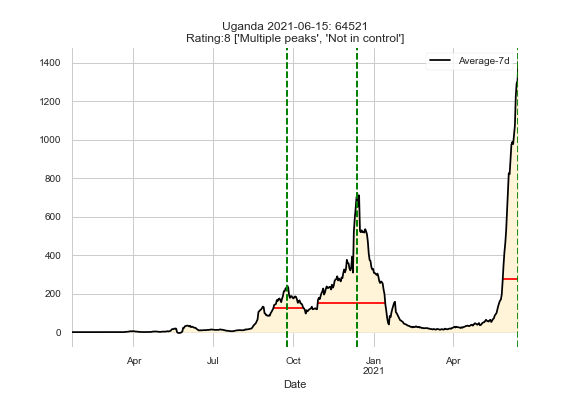 Uganda 2021-06-15: 64521
Rating:8 ['Multiple peaks', 'Not in control']
Average-7d
1400
1200
1000
800
600
400
200
0
Apr Jul Oct Jan Apr
2021
Date